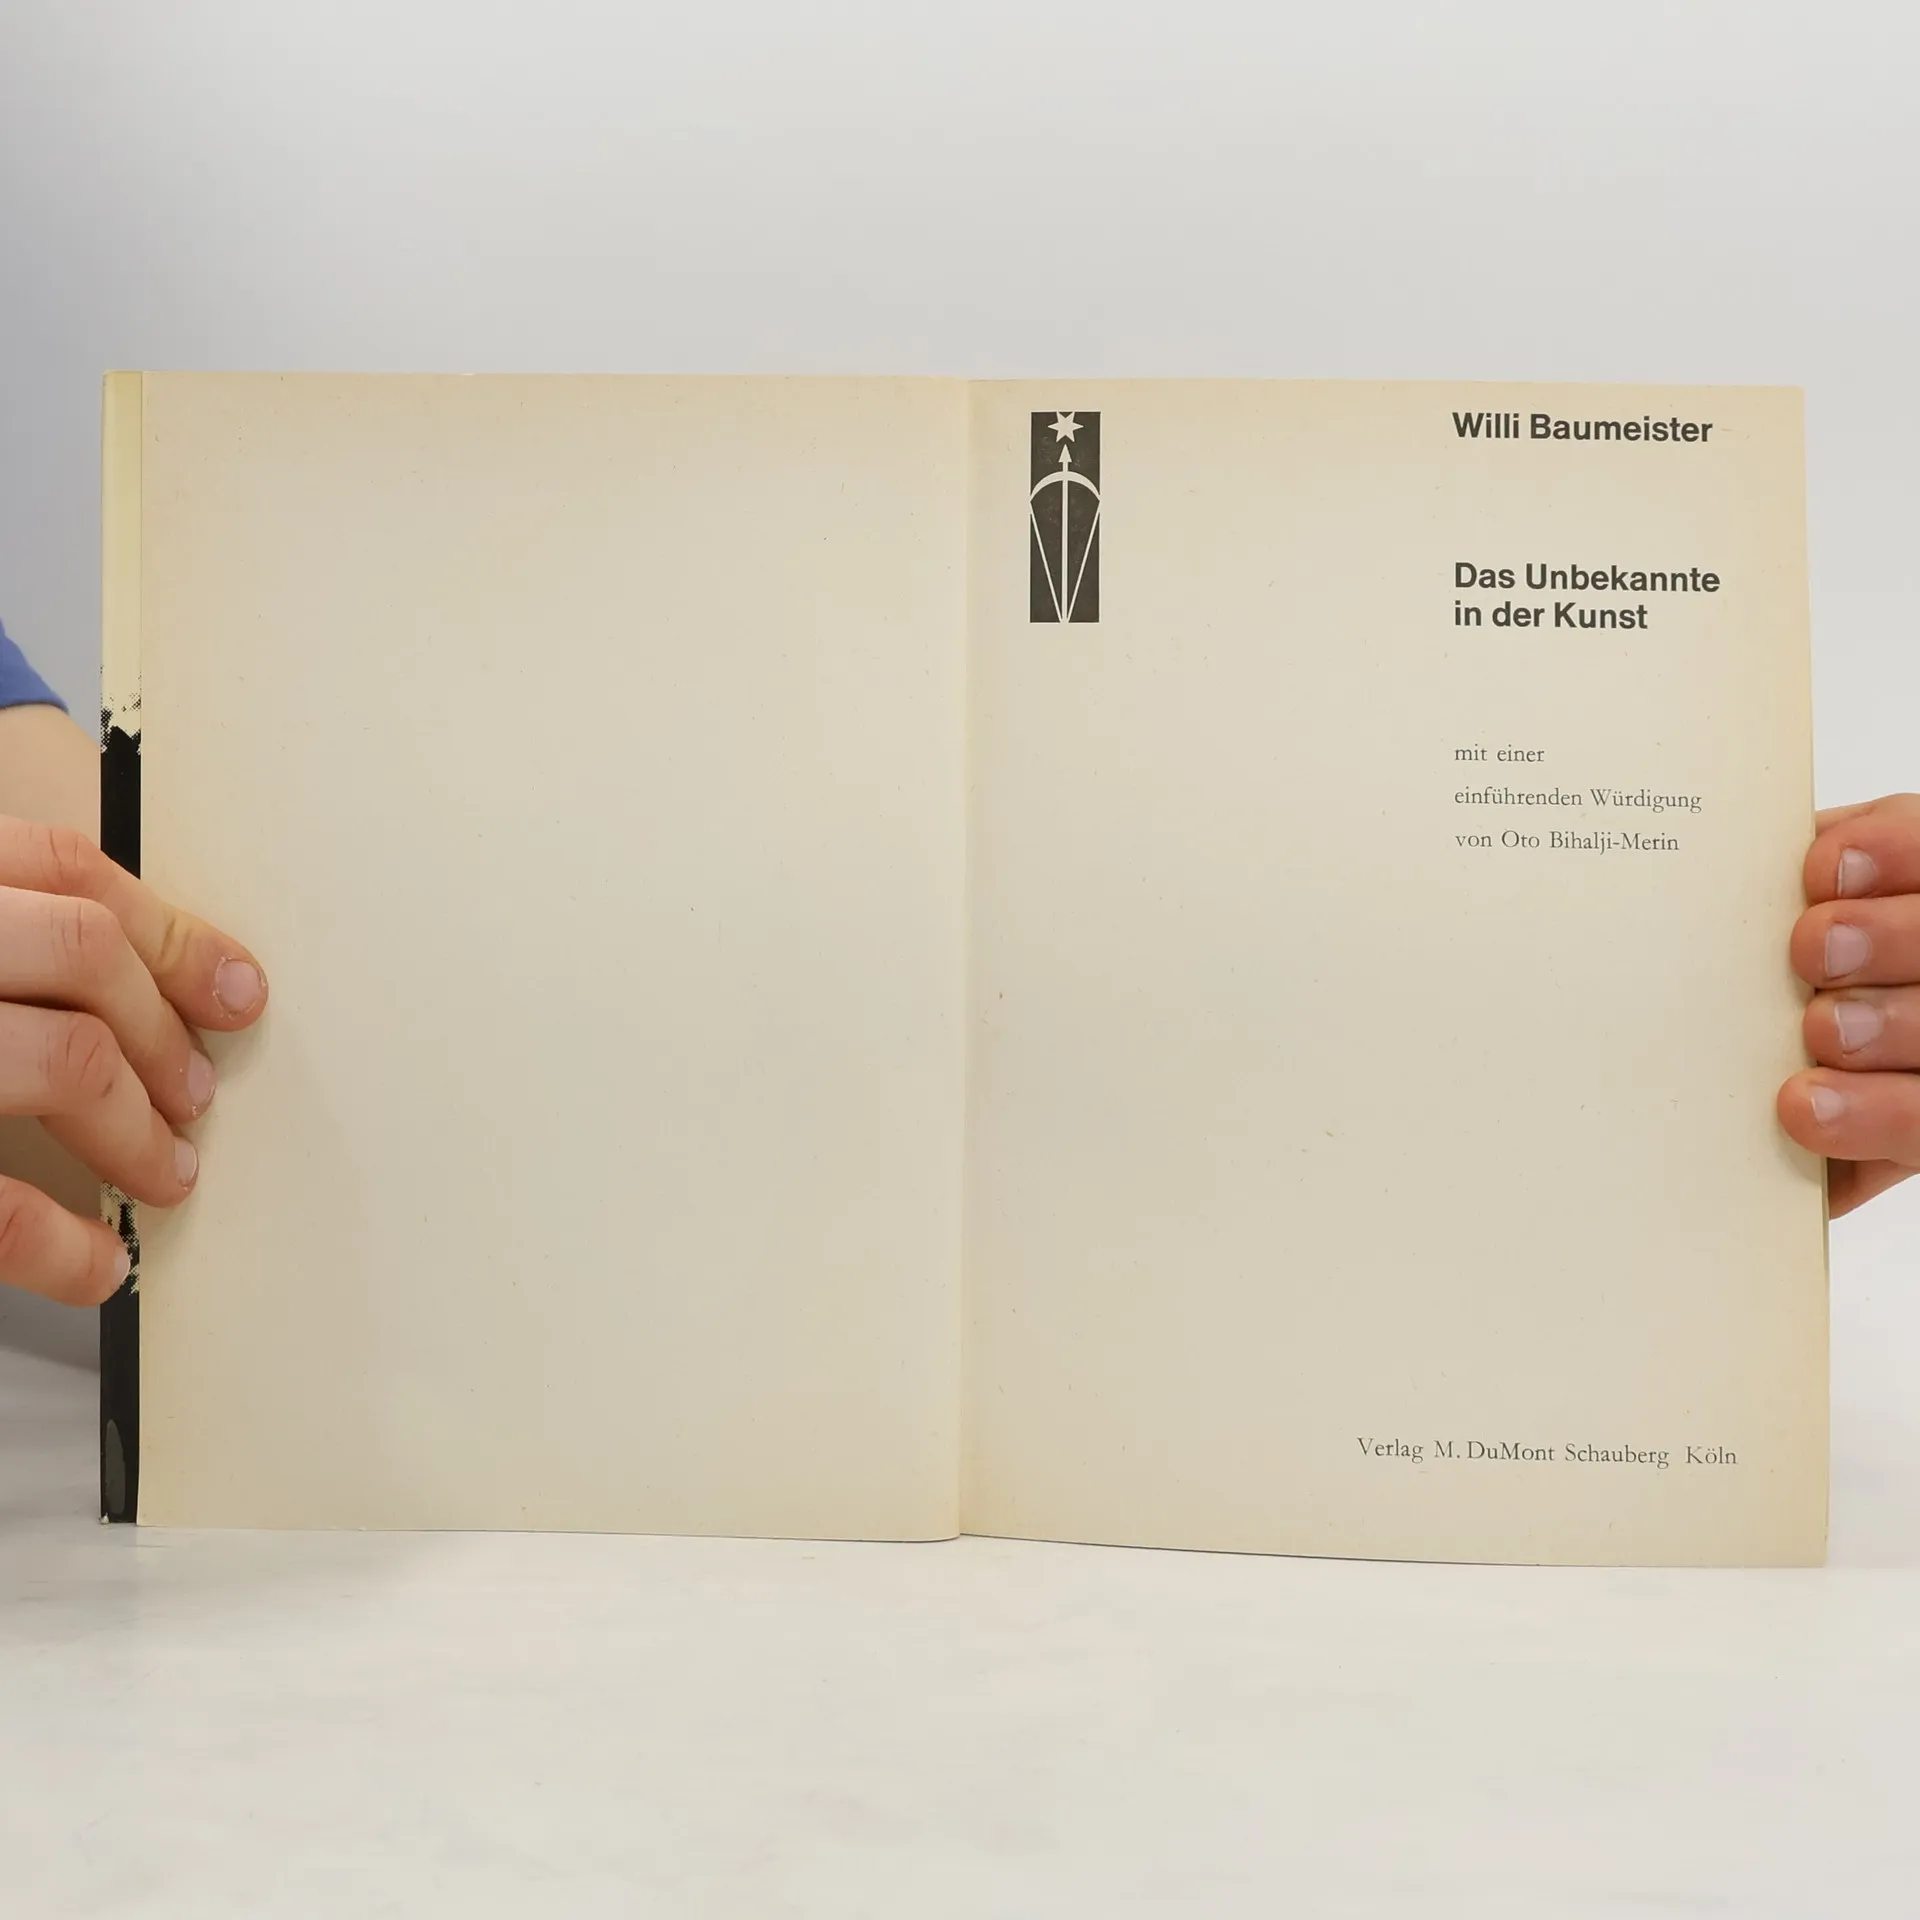 Willi Baumeister
Das Unbekannte
in der Kunst
mit einer
einführenden Würdigung
von Oto Bihalji-Merin
Verlag M. DuMont Schauberg Köln